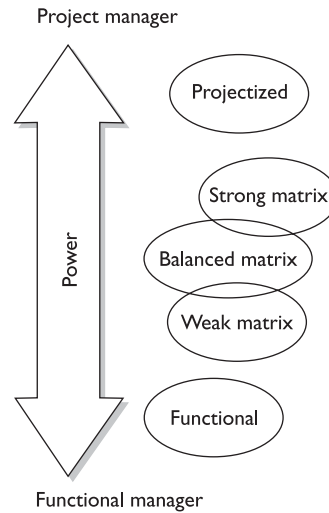 Project manager
Projectized
Strong matrix
Power
Balanced matrix
Weak matrix
Functional
Functional manager